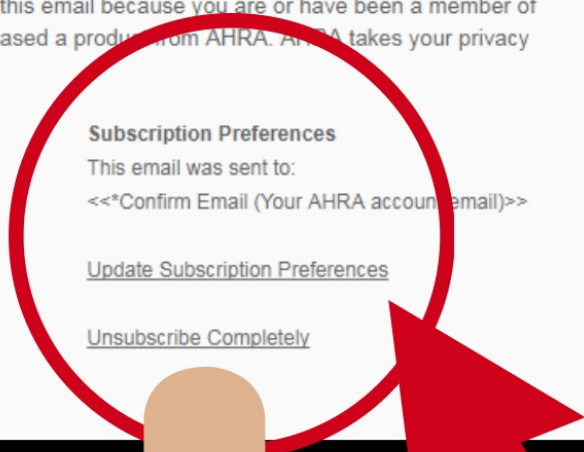 this email because you are or have been a member of
ased a product from AHRA. AHRA takes your privacy
Subscription Preferences
This email was sent to:
<<*Confirm Email (Your AHRA account email)>>
Update Subscription Preferences
Unsubscribe Completely